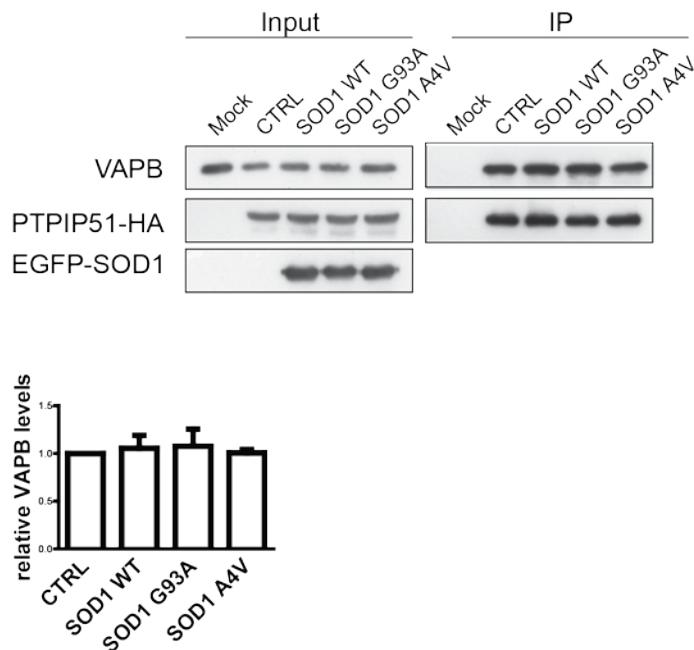 Input IP
Mock CTRL SOD1 WT SOD1 G93A SOD1 A4V Mock CTRL SOD1 WT SOD1 G93A SOD1 A4V
VAPB
PTPIP51-HA
EGFP-SOD1
relative VAPB levels
1.5
1.0
0.5
0.0
CTRL SOD1 WT SOD1 G93A SOD1 A4V